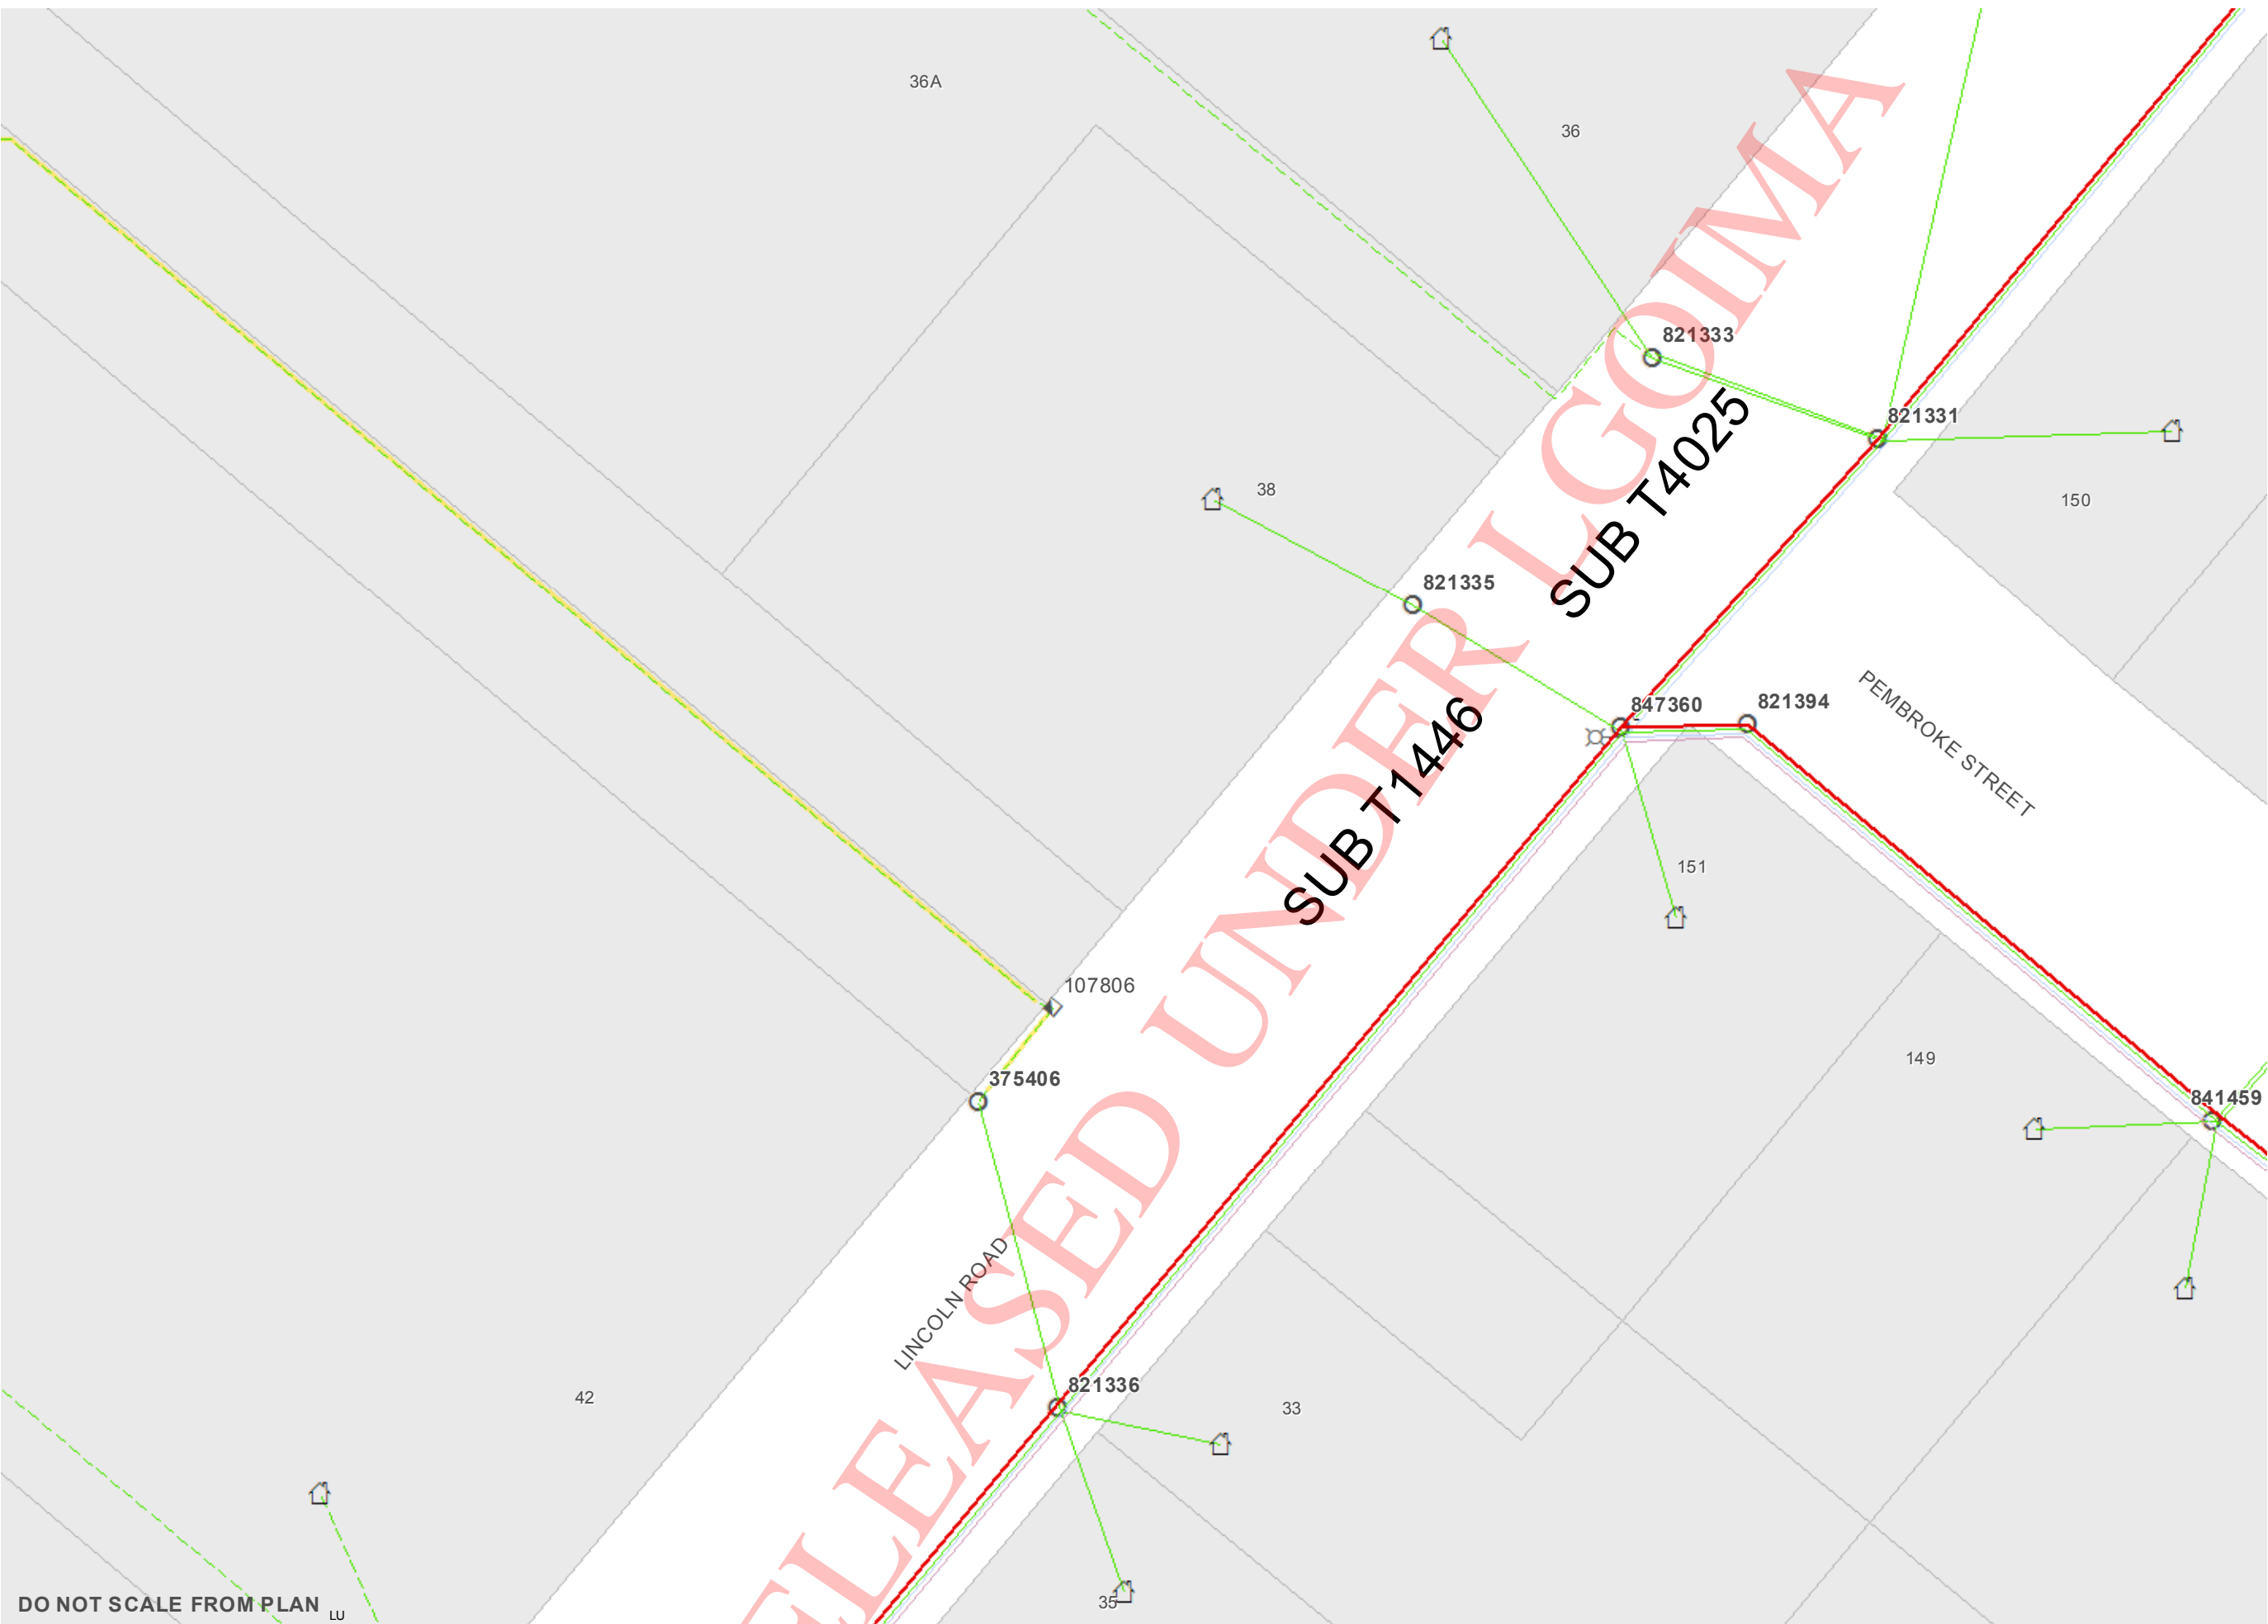 36A
36
821333
821331
150
38
821335
SUB T4025
847360
821394
PEMBROKE STREET
SUB T1446
151
107806
149
375406
841459
LINCOLN ROAD
821336
42
33
35
DO NOT SCALE FROM PLAN
LU
ELEASED UNDER LGOIMA